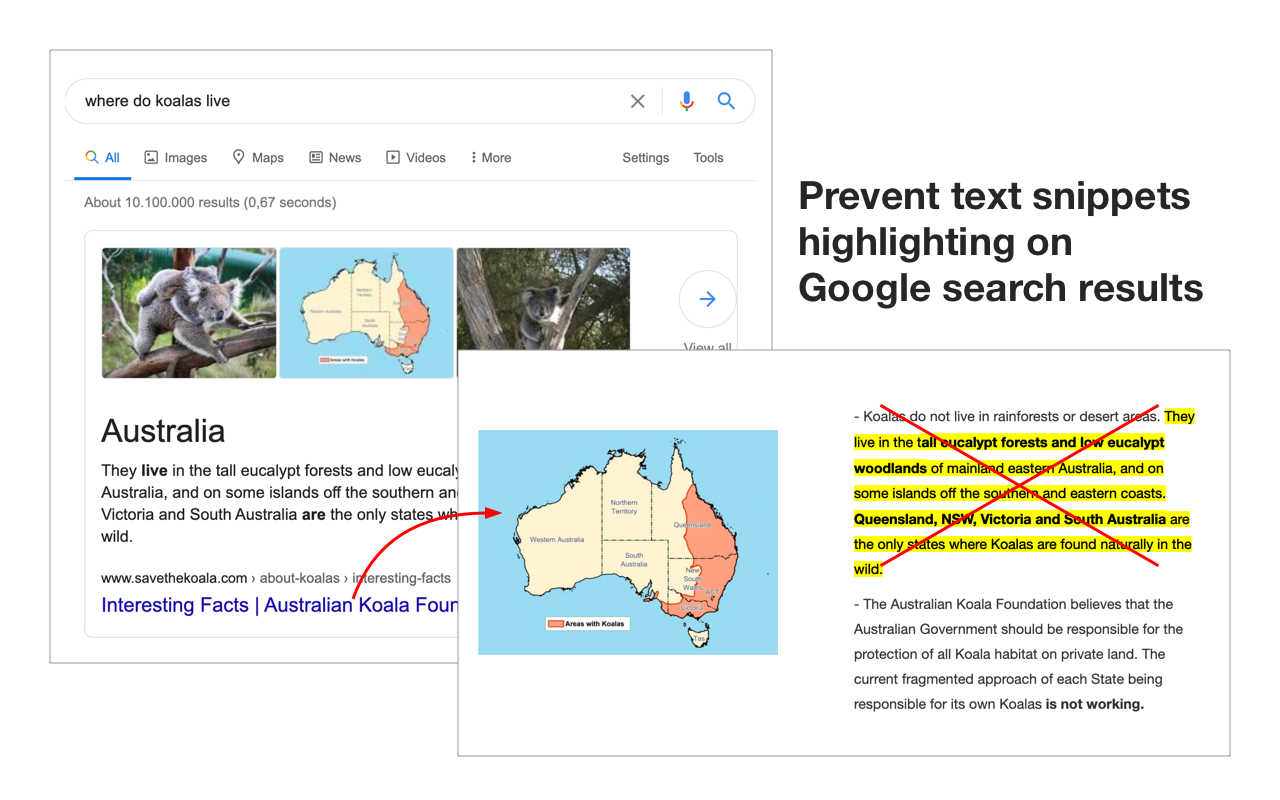 where do koalas live
All
Images
Maps
News
Videos
More
Settings
Tools
About 10.100.000 results (0,67 seconds)
Northern
Territory
Western Australia
South
Australia
Areas with Koalas
View all
Prevent text snippets
highlighting on
Google search results
Australia
They live in the tall eucalypt forests and low eucaly
Australia, and on some islands off the southern an
Victoria and South Australia are the only states wh
wild.
www.savethekoala.com › about-koalas › interesting-facts
Interesting Facts | Australian Koala Foun
Northern
Territory
Queensland
Western Australia
South
Australia
New
South
Wales
ACT
Victoria
Tas
Areas with Koalas
- Koalas do not live in rainforests or desert areas. They
live in the tall eucalypt forests and low eucalypt
woodlands of mainland eastern Australia, and on
some islands off the southern and eastern coasts.
Queensland, NSW, Victoria and South Australia are
the only states where Koalas are found naturally in the
wild.
- The Australian Koala Foundation believes that the
Australian Government should be responsible for the
protection of all Koala habitat on private land. The
current fragmented approach of each State being
responsible for its own Koalas is not working.